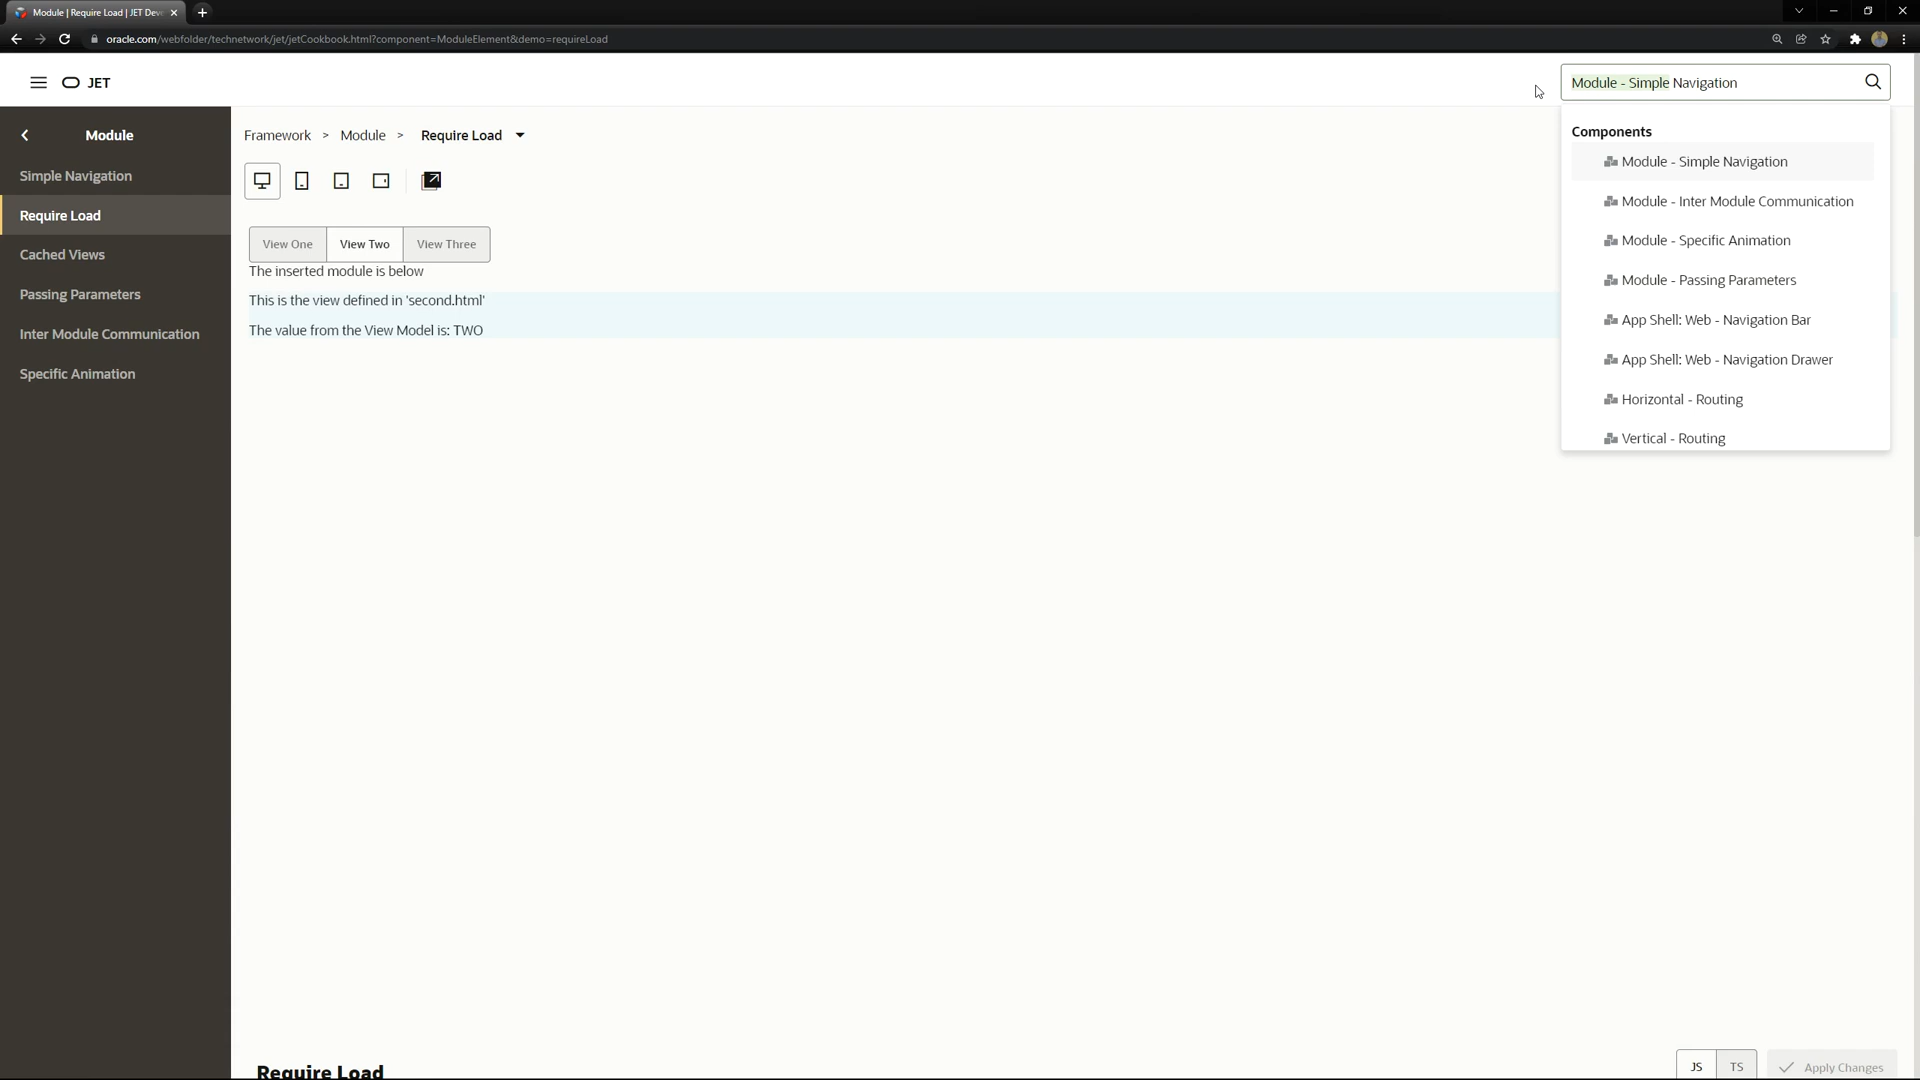 Module | Require Load | JET Dev
oracle.com/webfolder/technetwork/jet/jetCookbook.html?component=ModuleElement&demo=requireLoad
JET
Module - Simple Navigation
Module
Simple Navigation
Require Load
Cached Views
Passing Parameters
Inter Module Communication
Specific Animation
Framework > Module > Require Load
View One View Two View Three
The inserted module is below
This is the view defined in 'second.html'
The value from the View Model is: TWO
Components
Module - Simple Navigation
Module - Inter Module Communication
Module - Specific Animation
Module - Passing Parameters
App Shell: Web - Navigation Bar
App Shell: Web - Navigation Drawer
Horizontal - Routing
Vertical - Routing
Require Load
JS TS Apply Changes